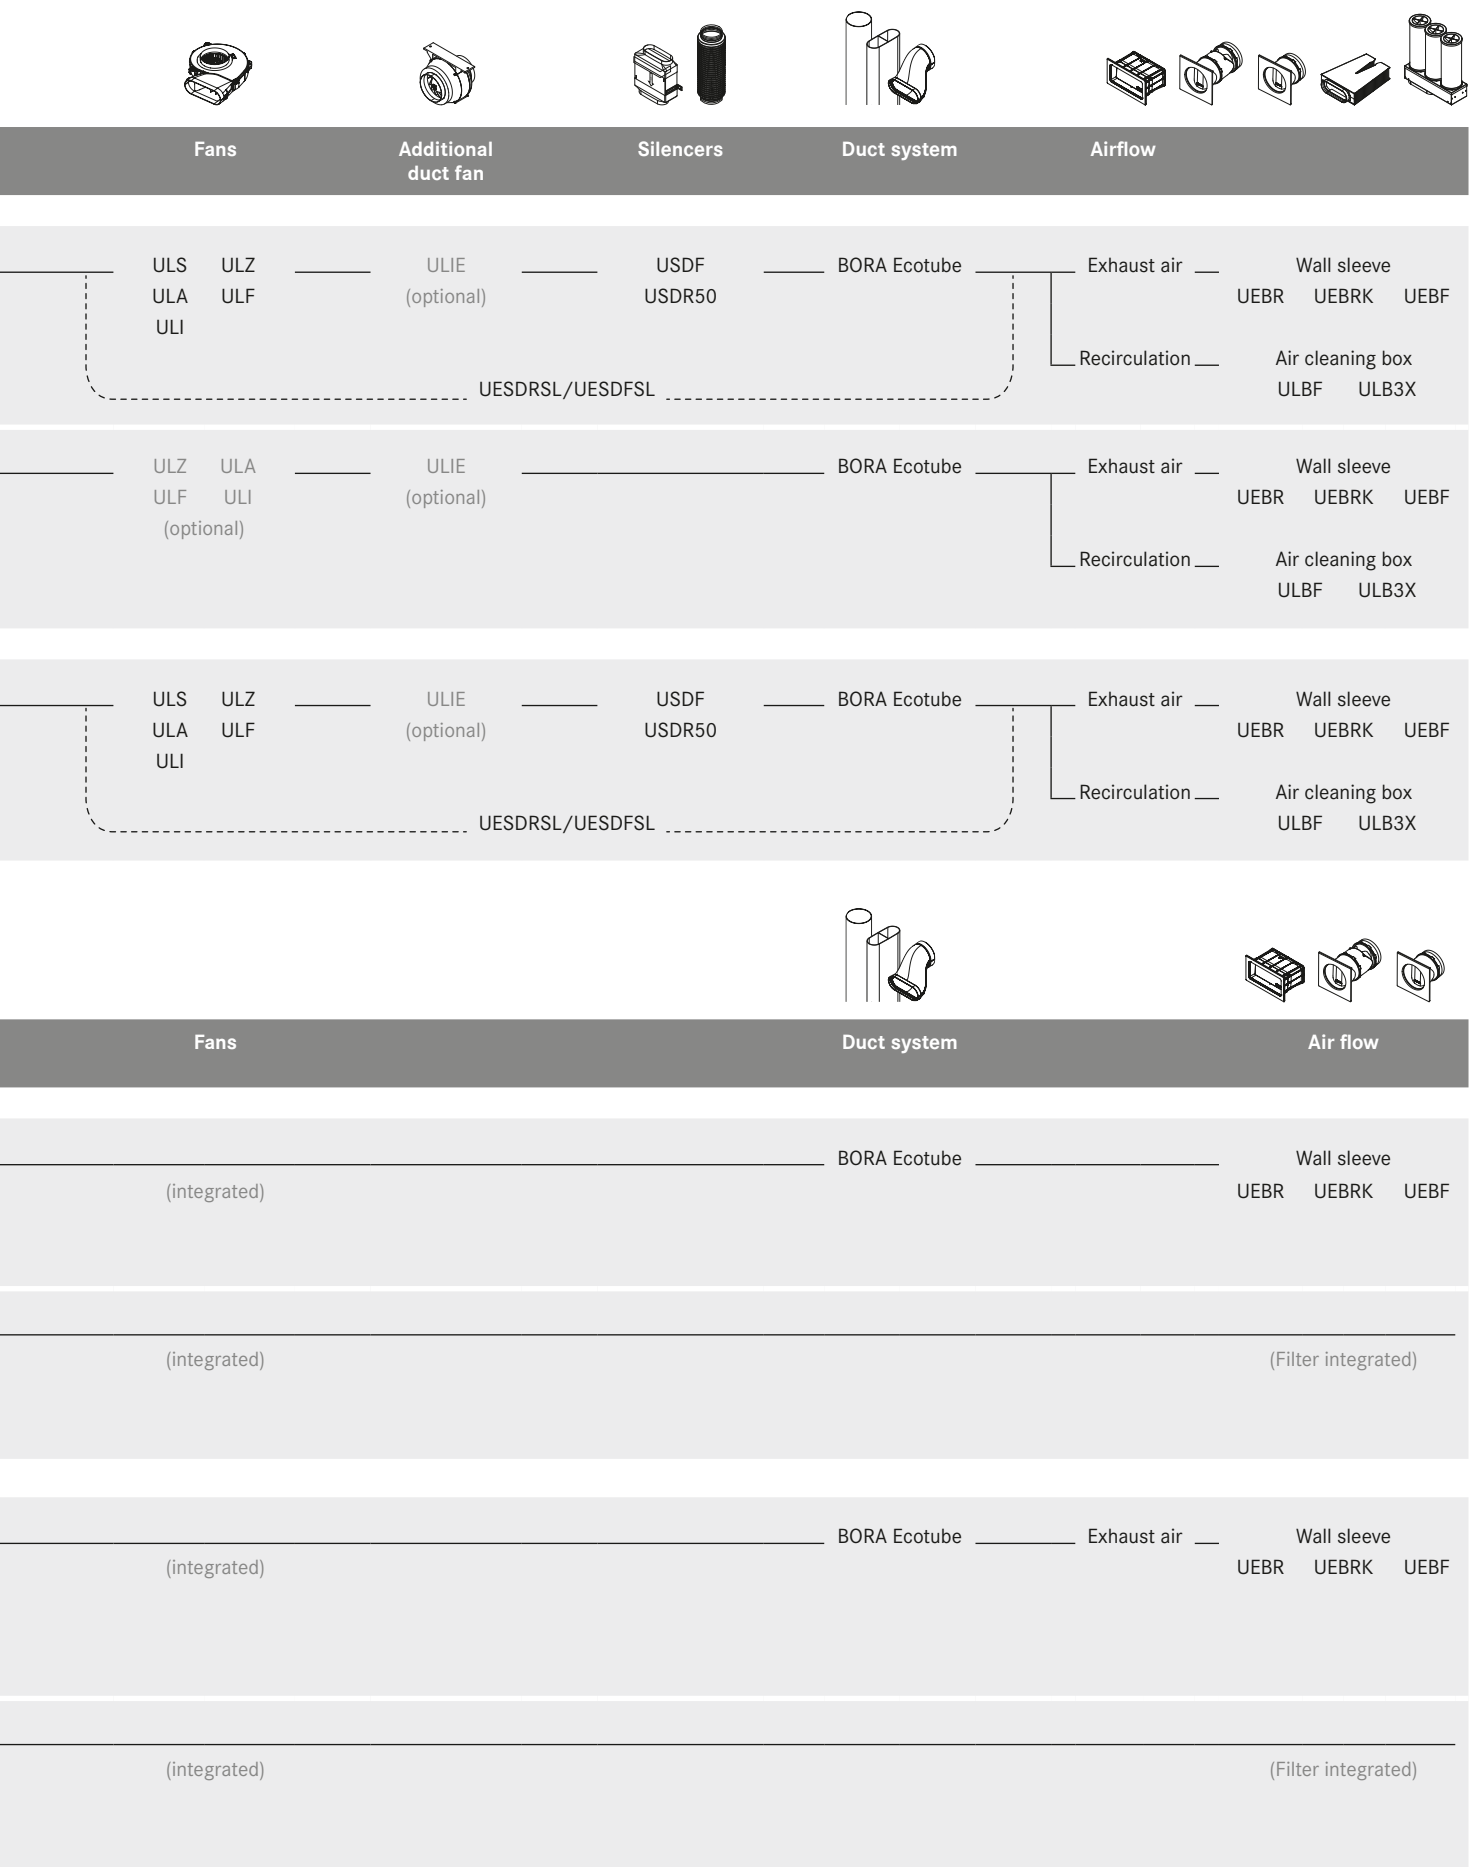 Fans Additional Silencers Duct system Airflow
duct fan
ULS ULZ ULIE USDF BORA Ecotube Exhaust air Wall sleeve
ULA ULF (optional) USDR50 UEBR UEBRK UEBF
ULI
Recirculation Air cleaning box
UESDRSL/UESDFSL ULBF ULB3X
ULZ ULA ULIE BORA Ecotube Exhaust air Wall sleeve
ULF ULI (optional) UEBR UEBRK UEBF
(optional)
Recirculation Air cleaning box
ULBF ULB3X
ULS ULZ ULIE USDF BORA Ecotube Exhaust air Wall sleeve
ULA ULF (optional) USDR50 UEBR UEBRK UEBF
ULI
Recirculation Air cleaning box
UESDRSL/UESDFSL ULBF ULB3X
Fans Duct system Air flow
BORA Ecotube Wall sleeve
(integrated) UEBR UEBRK UEBF
(integrated) (Filter integrated)
BORA Ecotube Exhaust air Wall sleeve
(integrated) UEBR UEBRK UEBF
(integrated) (Filter integrated)